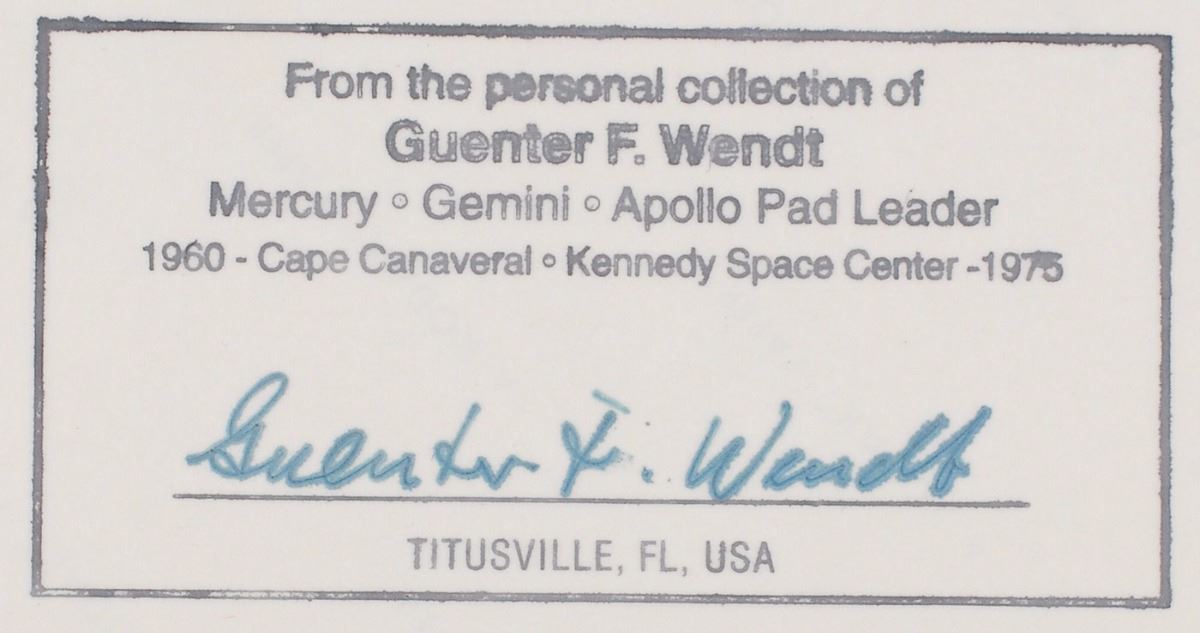 From the personal collection of
Guenter F. Wendt
Mercury ° Gemini ° Apollo Pad Leader
1960 - Cape Canaveral ° Kennedy Space Center -1975
Guenter F. Wendt
TITUSVILLE, FL, USA